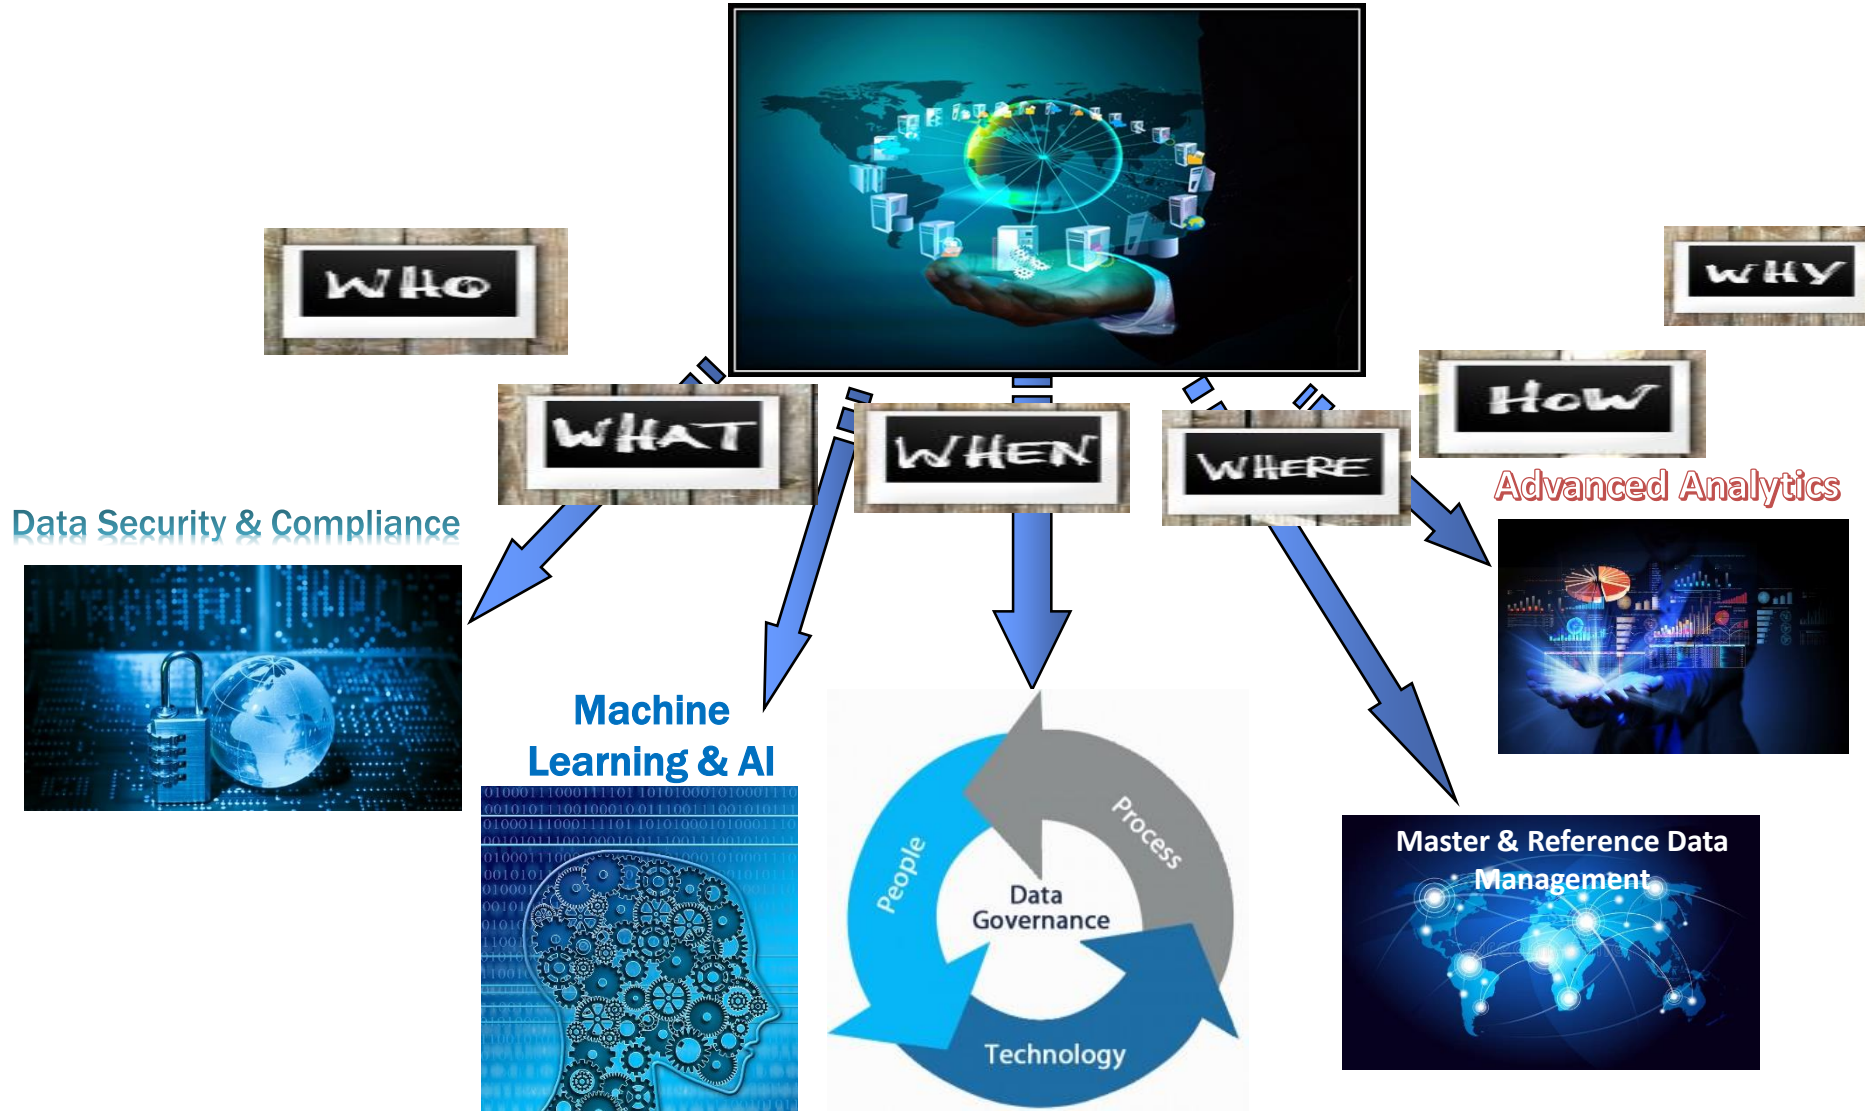 WHO
WHY
WHAT
WHEN
WHERE
HOW
Advanced Analytics
Data Security & Compliance
Machine
Learning & AI
People
Process
Data
Governance
Technology
Master & Reference Data
Management